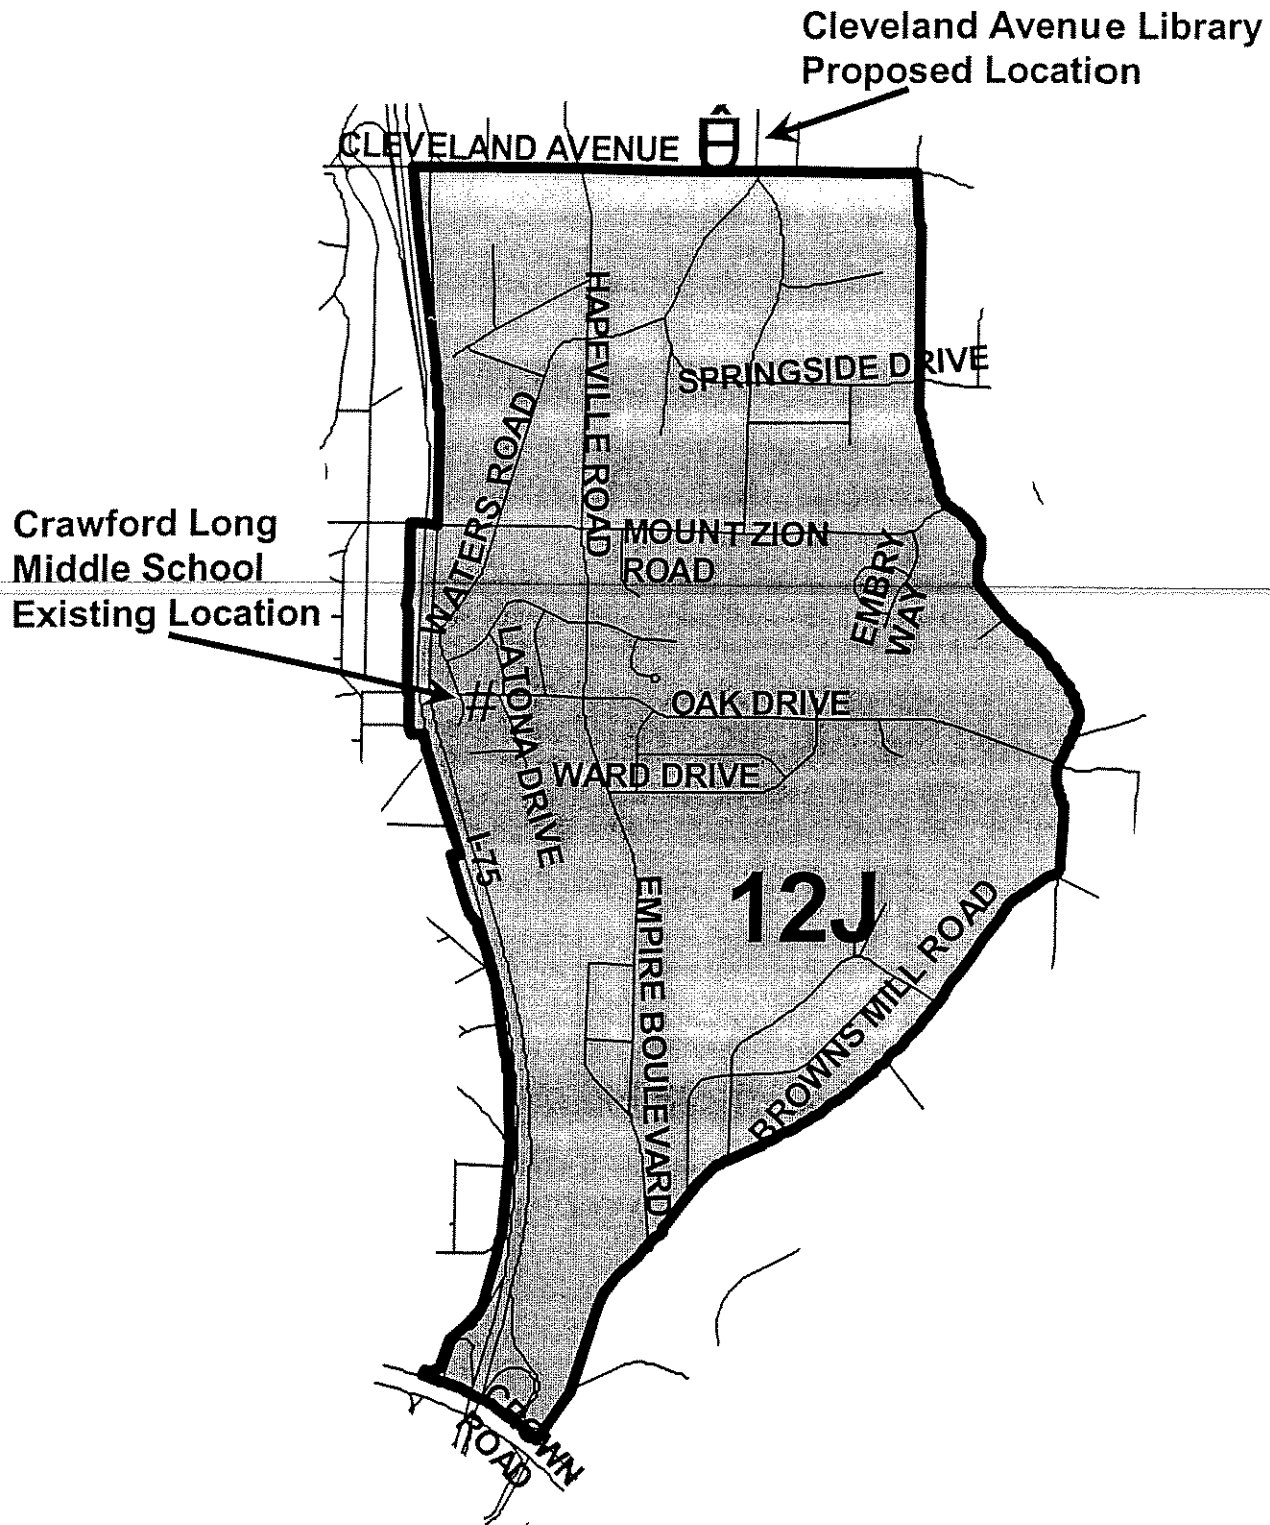 Cleveland Avenue Library
Proposed Location
CLEVELAND AVENUE
HAPEVILLE ROAD
SPRINGSIDE DRIVE
WATERS ROAD
Crawford Long
Middle School
Existing Location
MOUNT ZION
ROAD
EMBRY
WAY
LATONA DRIVE
#
OAK DRIVE
WARD DRIVE
I-75
12J
EMPIRE BOULEVARD
BROWNS MILL ROAD
CROWN
ROAD